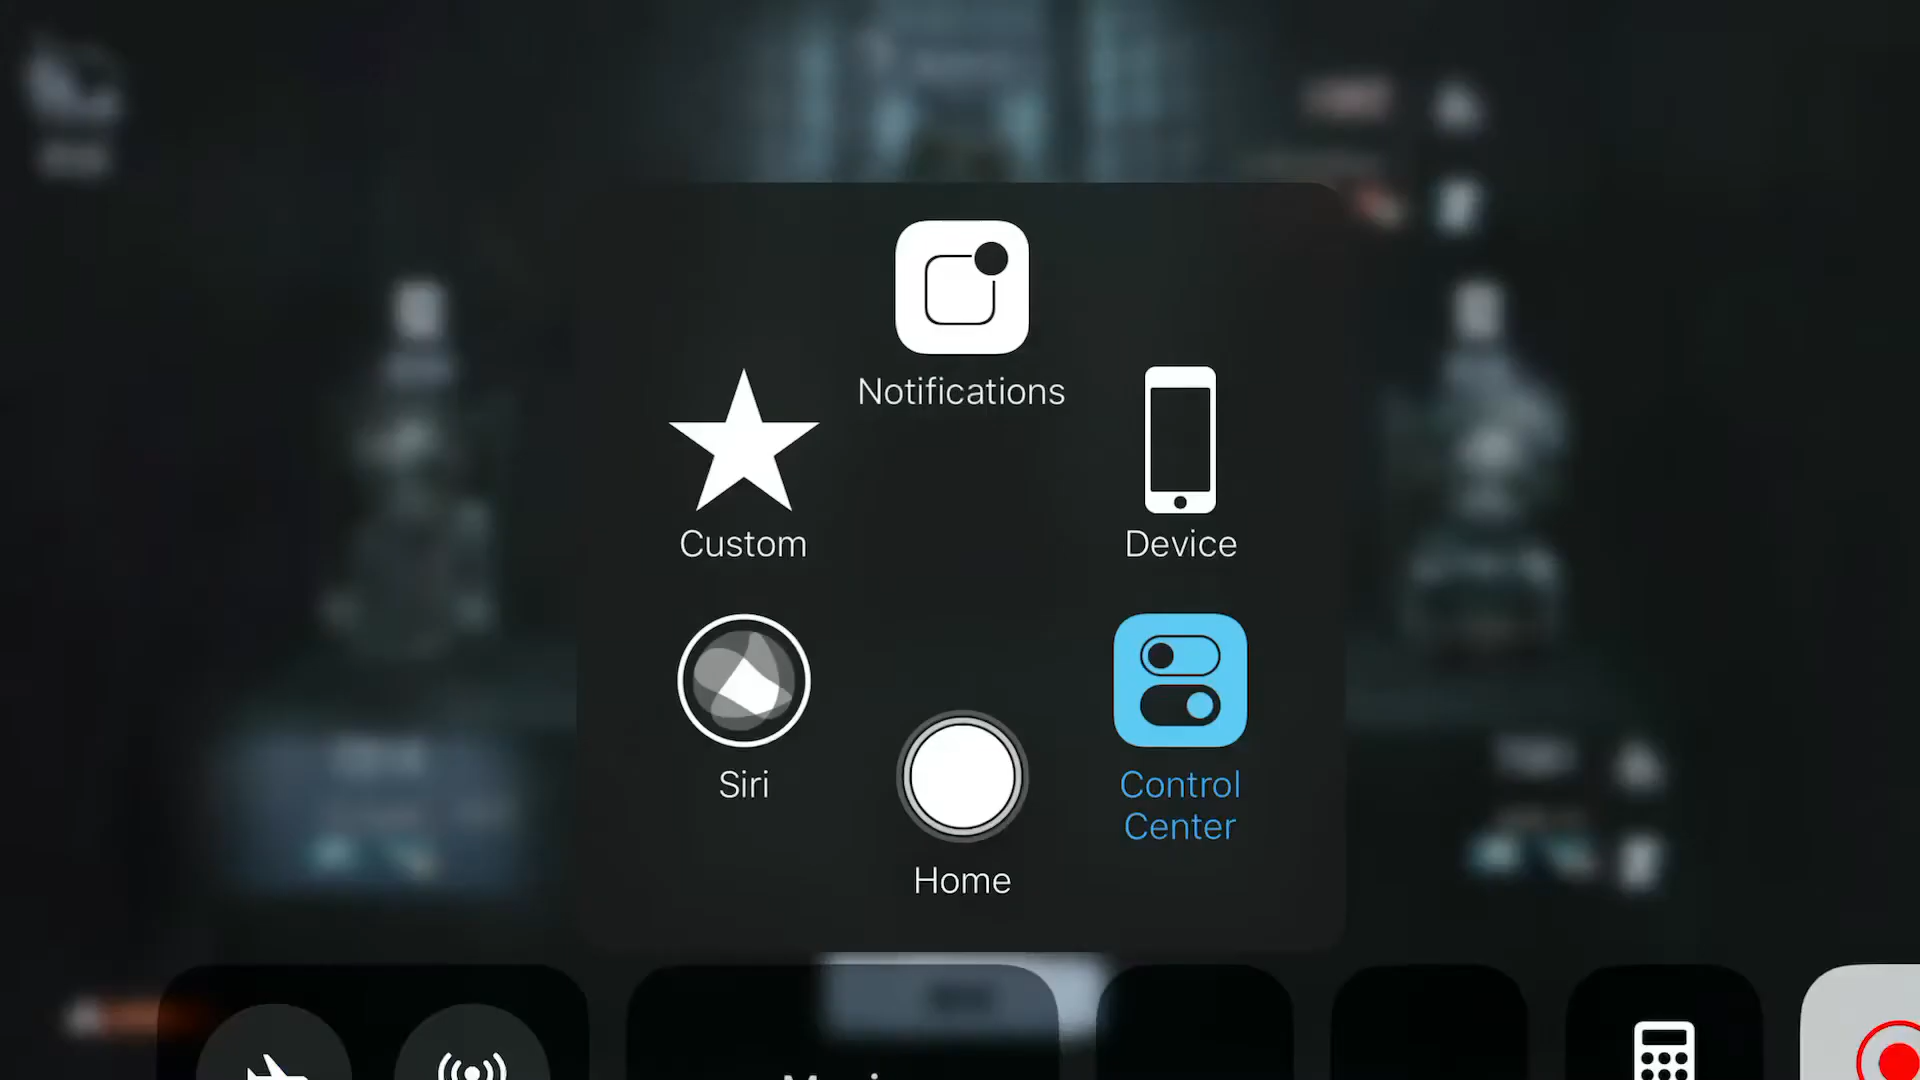 Notifications
Custom
Device
Siri
Control
Center
Home